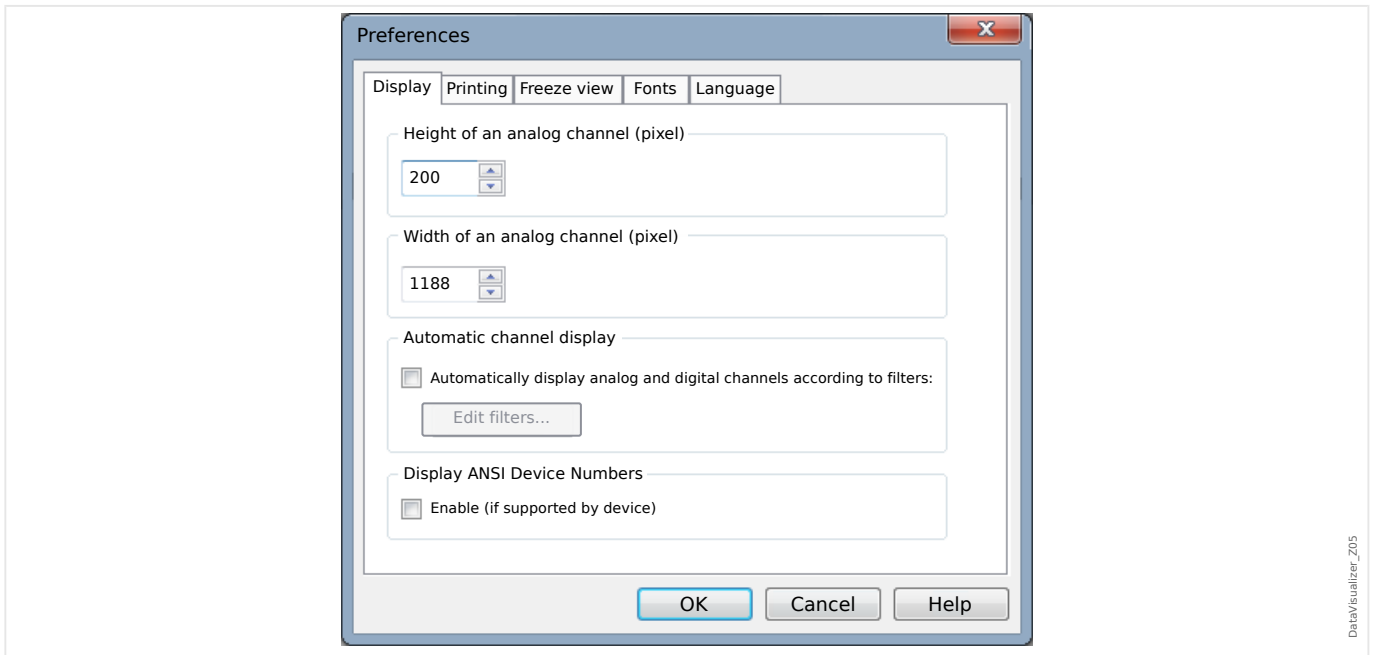 Preferences
X
Display Printing Freeze view Fonts Language
Height of an analog channel (pixel)
200
Width of an analog channel (pixel)
1188
Automatic channel display
Automatically display analog and digital channels according to filters:
Edit filters...
Display ANSI Device Numbers
Enable (if supported by device)
OK Cancel Help
DataVisualizer_Z05